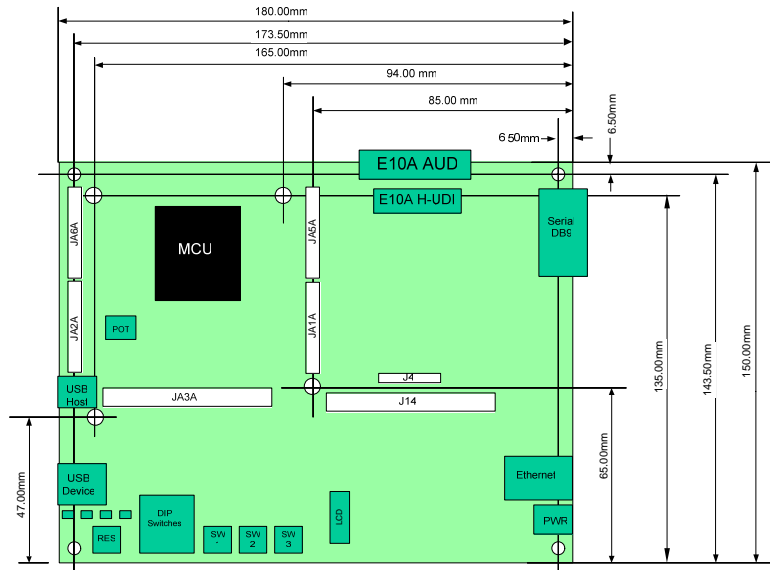 180.00mm
173.50mm
165.00mm
94.00 mm
85.00 mm
6.50mm
6.50mm
E10A AUD
E10A H-UDI
Serial
DB9
JA6A
JA5A
MCU
JA2A
JA1A
POT
J4
USB
Host
JA3A
J14
135.00mm
143.50mm
150.00mm
65.00mm
47.00mm
USB
Device
Ethernet
DIP
Switches
LCD
PWR
RES
SW
SW
2
SW
3